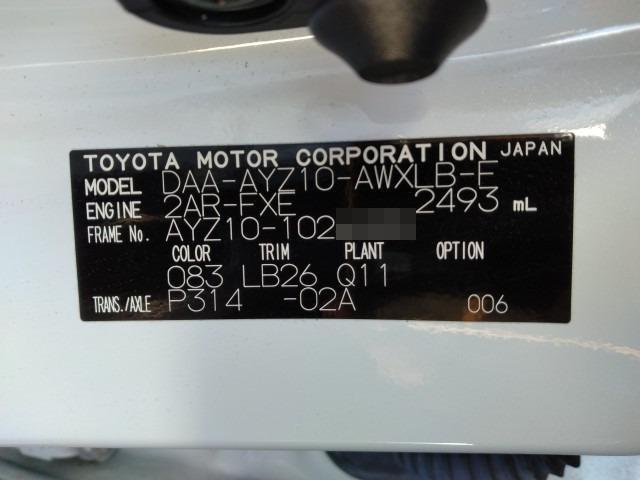 TOYOTA MOTOR CORPORATION JAPAN
MODEL DAA-AYZ10-AWXLB-E
ENGINE 2AR-FXE 2493 mL
FRAME No. AYZ10-102
COLOR TRIM PLANT OPTION
083 LB26 Q11
TRANS./AXLE P314 -02A 006